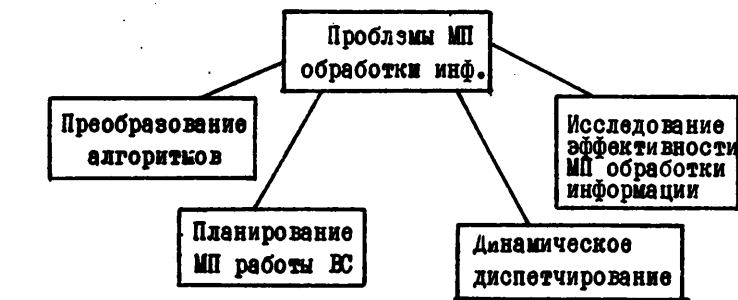 Проблэмы МП
обработки инф.
Преобразование
алгоритмов
Исследование
эффективности
МП обработки
информации
Планирование
МП работы ВС
Динамическое
диспетчирование